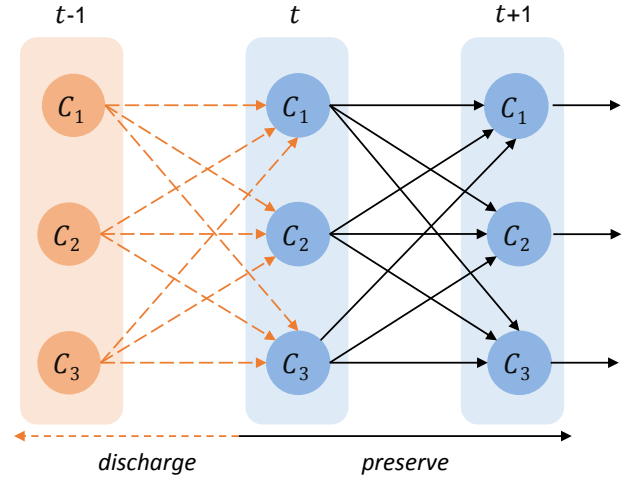 t-1 t t+1
C₁ C₁ C₁
C₂ C₂ C₂
C₃ C₃ C₃
discharge preserve